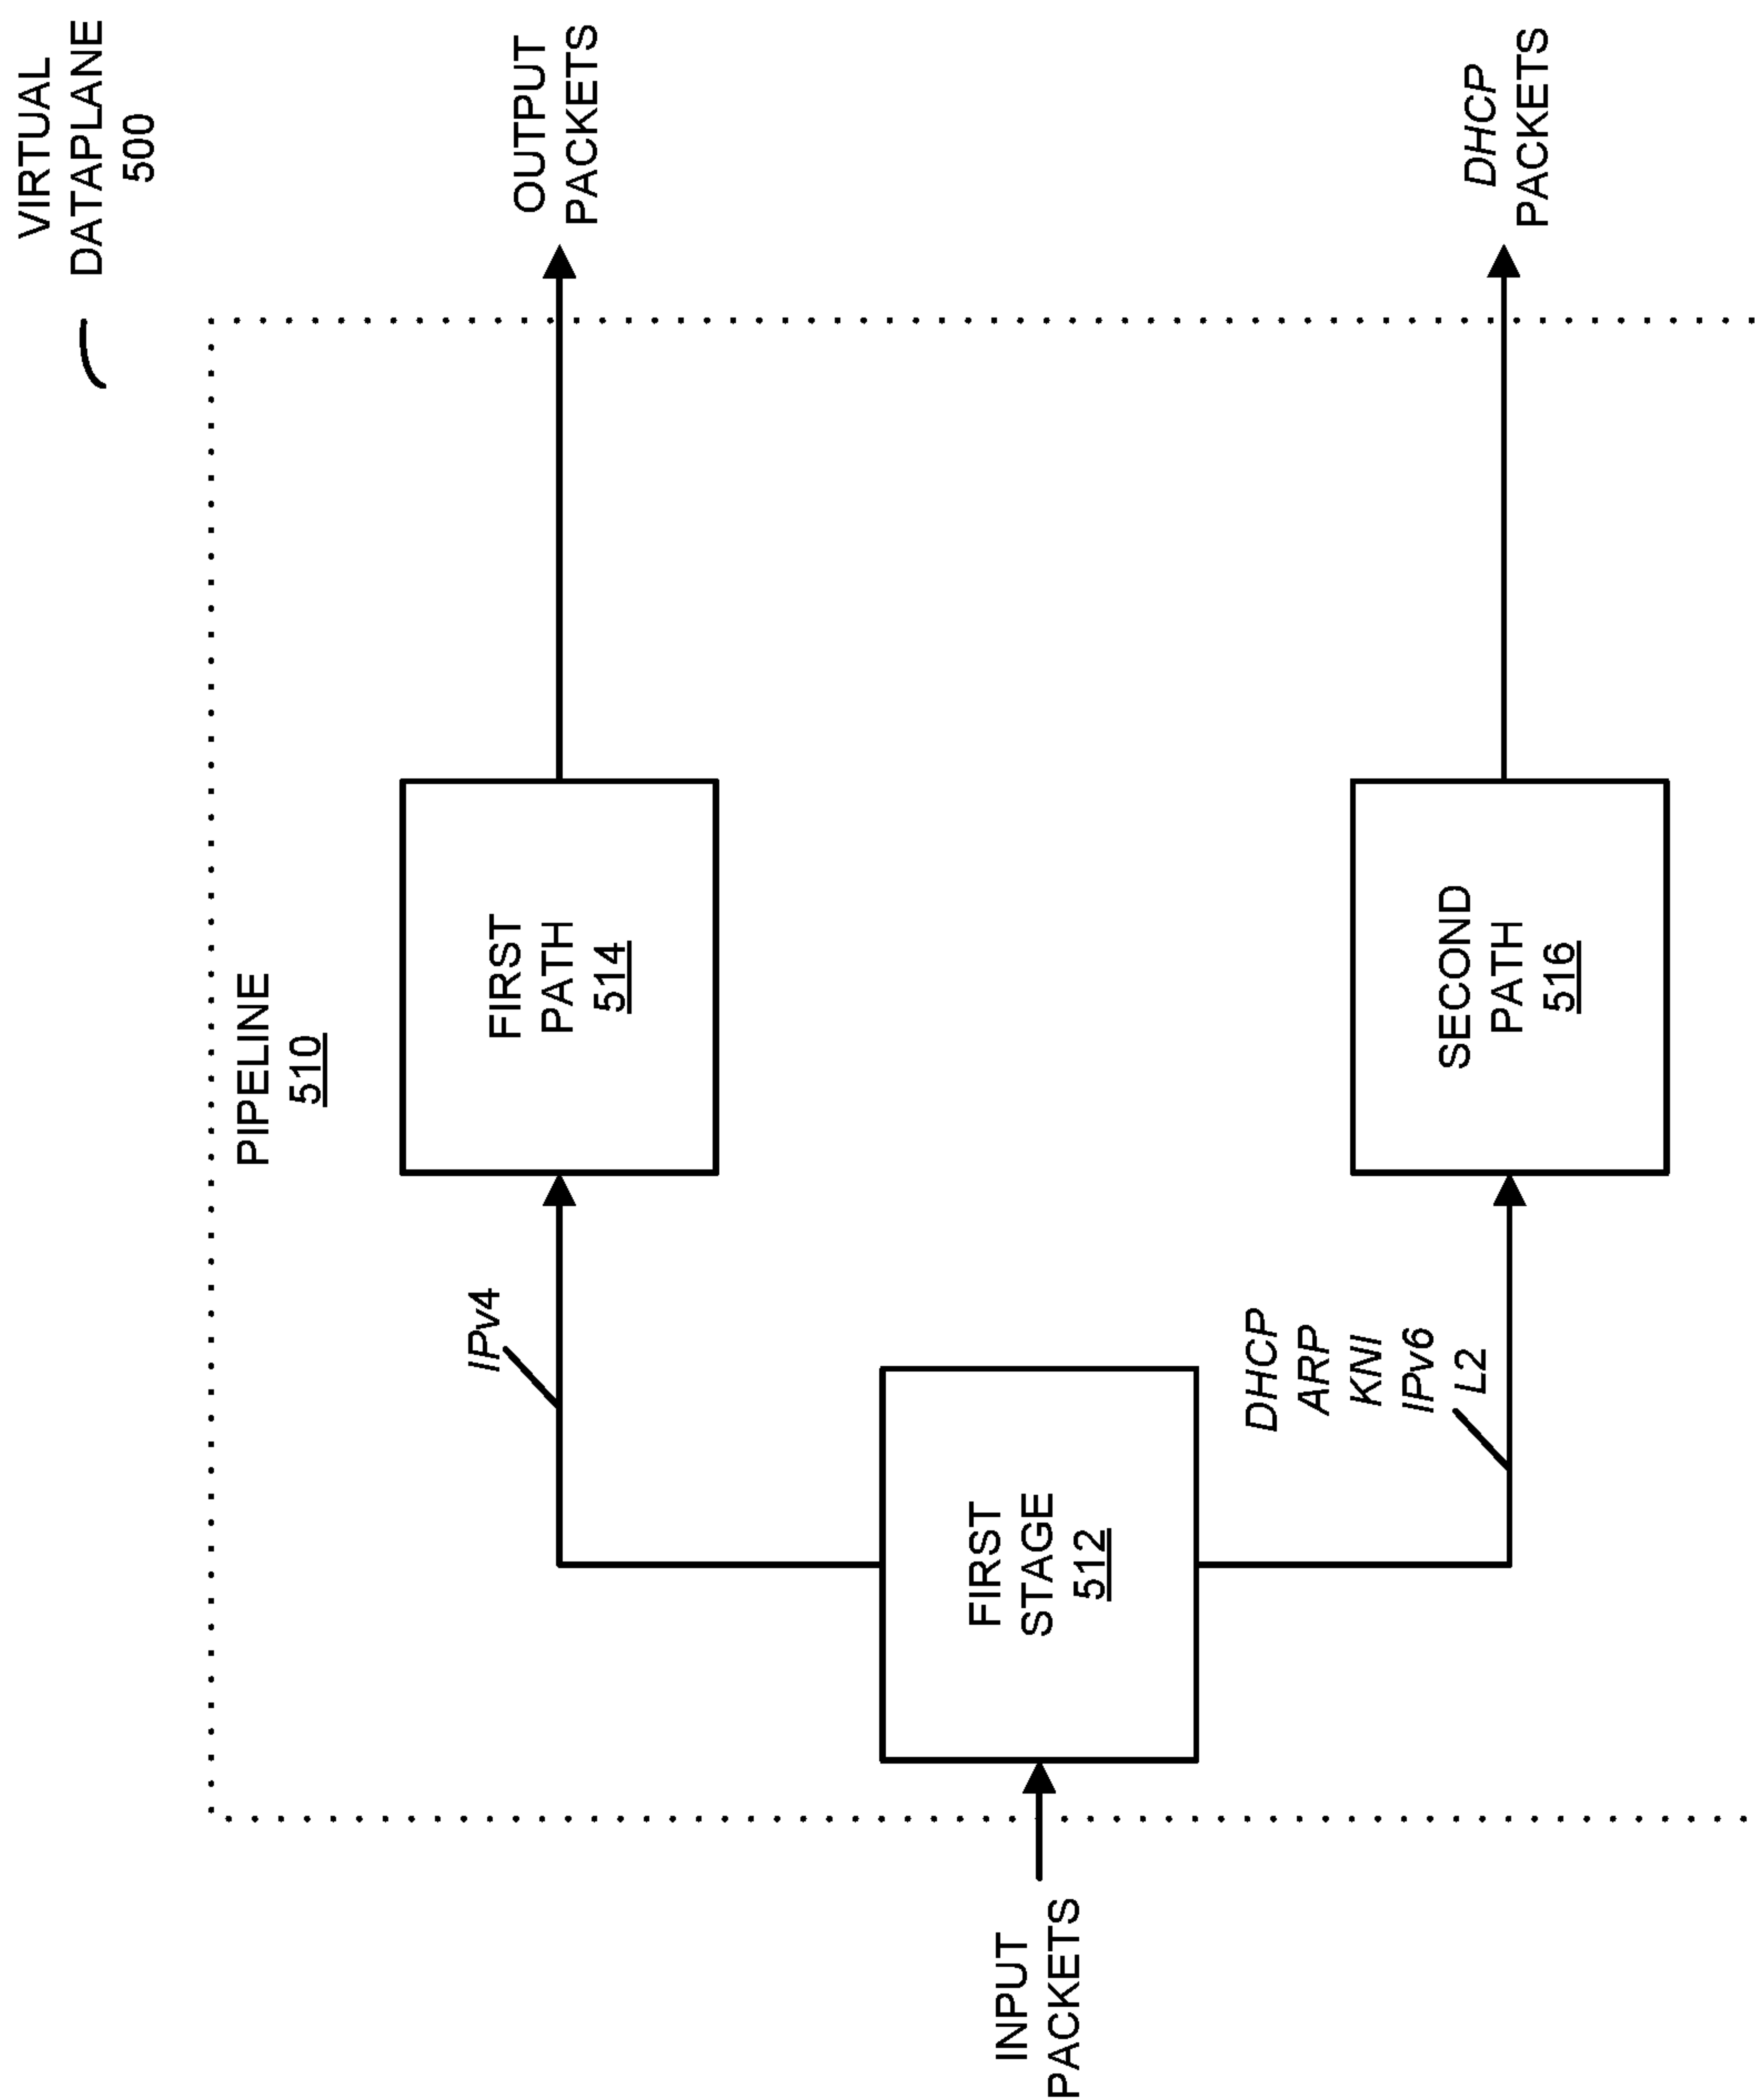 VIRTUAL
DATAPLANE
500
PIPELINE
510
INPUT
PACKETS
FIRST
STAGE
512
IPv4
FIRST
PATH
514
OUTPUT
PACKETS
DHCP
ARP
KNI
IPv6
L2
SECOND
PATH
516
DHCP
PACKETS